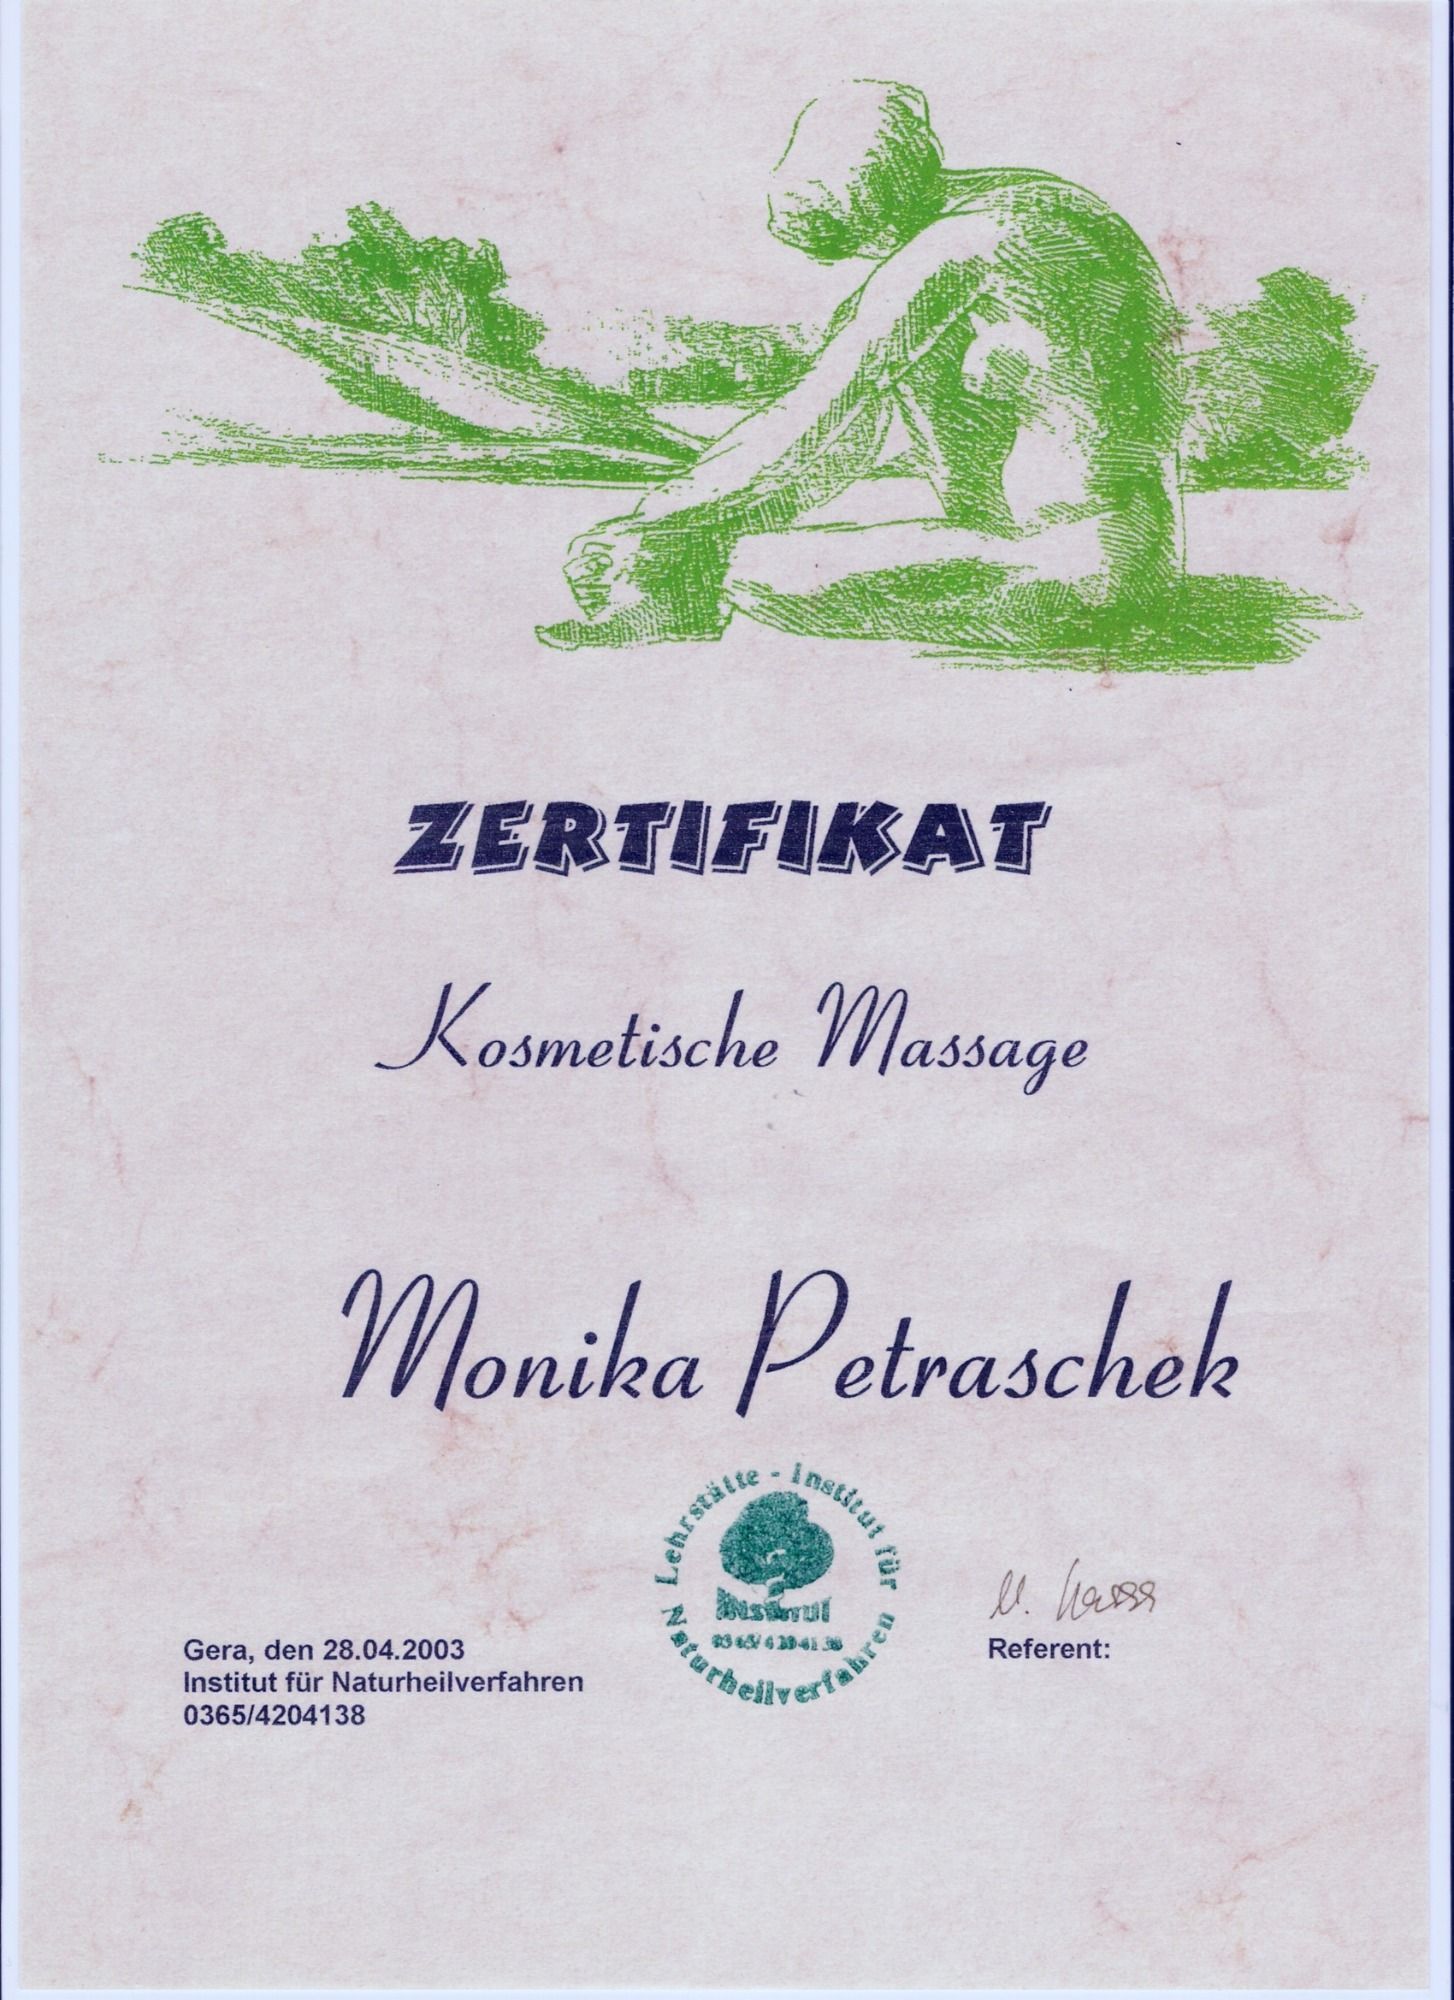 ZERTIFIKAT
Kosmetische Massage
Monika Petraschek
Lehrstätte - Institut für
Naturheilverfahren
Institut
Gera, den 28.04.2003
Institut für Naturheilverfahren
0365/4204138
Referent: